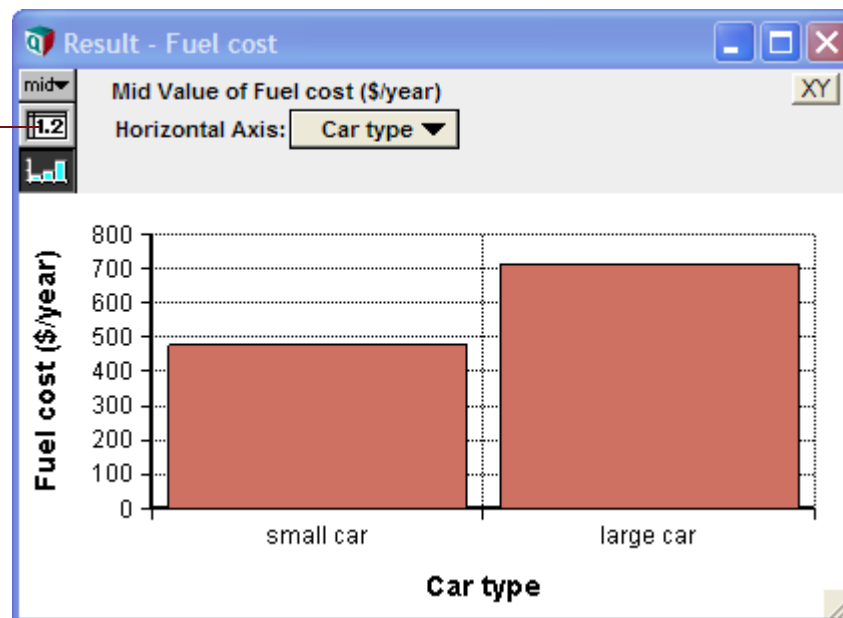 Result - Fuel cost
mid
Mid Value of Fuel cost ($/year)
XY
1.2
Horizontal Axis: Car type
Fuel cost ($/year)
800
700
600
500
400
300
200
100
0
small car large car
Car type